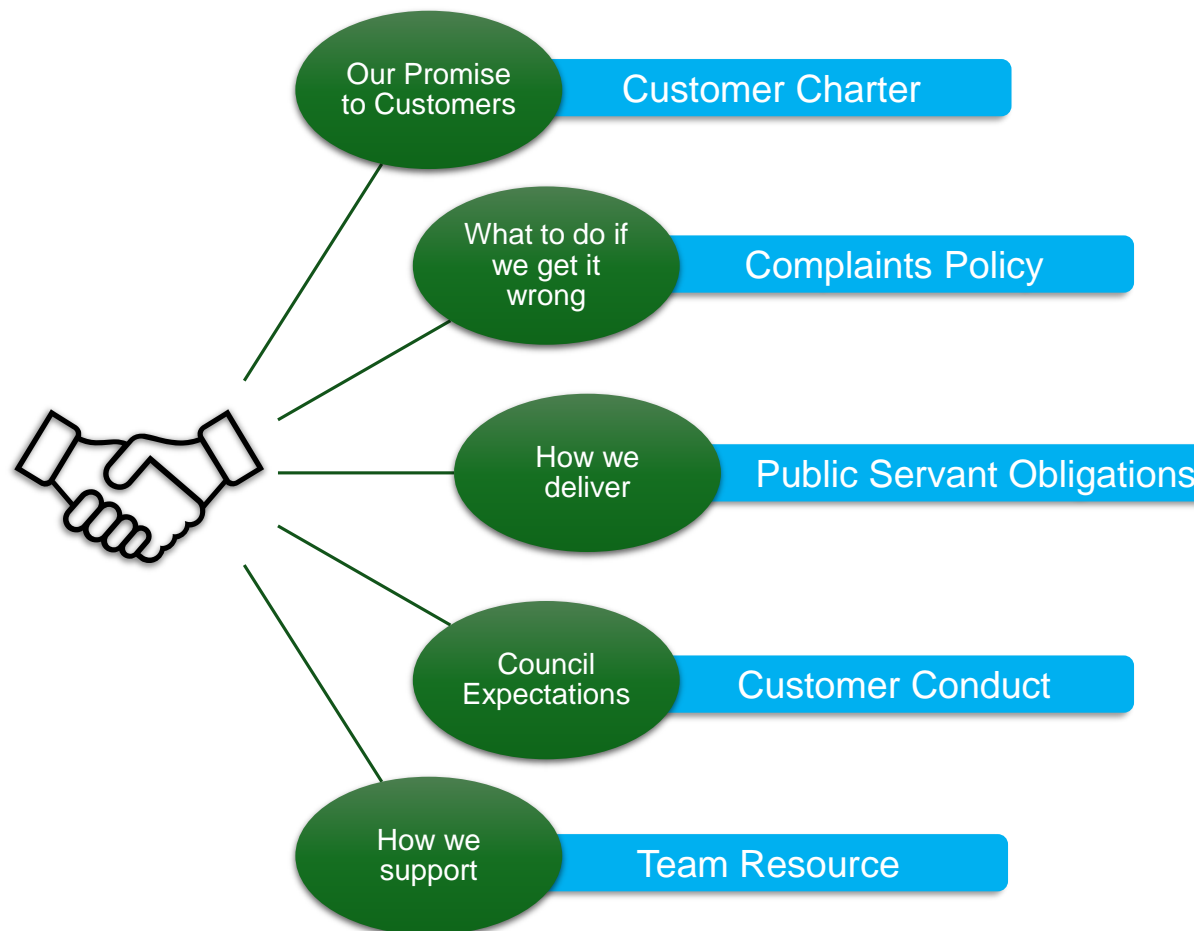 Our Promise
to Customers
Customer Charter
What to do if
we get it
wrong
Complaints Policy
How we
deliver
Public Servant Obligations
Council
Expectations
Customer Conduct
How we
support
Team Resource